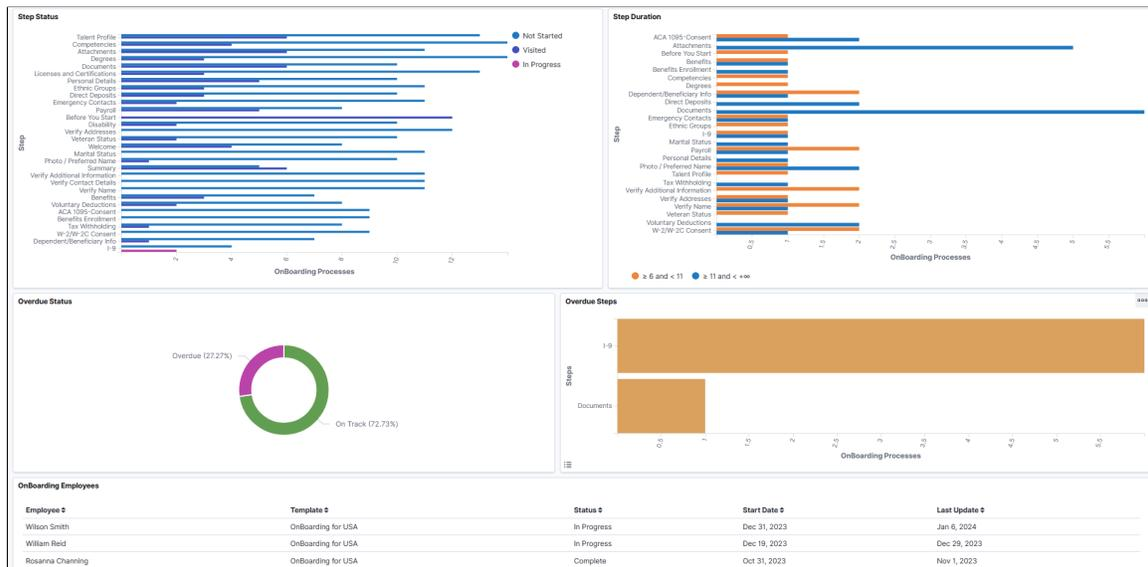 Step Status
Talent Profile
Competencies
Attachments
Degrees
Documents
Licenses and Certifications
Personal Details
Ethnic Groups
Direct Deposits
Emergency Contacts
Payroll
Before You Start
Disability
Verify Addresses
Veteran Status
Welcome
Marital Status
Photo / Preferred Name
Summary
Verify Additional Information
Verify Contact Details
Verify Name
Benefits
Voluntary Deductions
ACA 1095-Consent
Benefits Enrollment
Tax Withholding
W-2/W-2C Consent
Dependent/Beneficiary Info
I-9
Step
2 4 6 8 10 12
OnBoarding Processes
Not Started
Visited
In Progress
Step Duration
ACA 1095-Consent
Attachments
Before You Start
Benefits
Benefits Enrollment
Competencies
Degrees
Dependent/Beneficiary Info
Direct Deposits
Documents
Emergency Contacts
Ethnic Groups
I-9
Marital Status
Payroll
Personal Details
Photo / Preferred Name
Talent Profile
Tax Withholding
Verify Additional Information
Verify Addresses
Verify Name
Veteran Status
Voluntary Deductions
W-2/W-2C Consent
Step
0.5 1 1.5 2 2.5 3 3.5 4 4.5 5 5.5
OnBoarding Processes
≥ 6 and < 11 ≥ 11 and < +∞
Overdue Status
Overdue (27.27%)
On Track (72.73%)
Overdue Steps
I-9
Documents
Steps
0.5 1 1.5 2 2.5 3 3.5 4 4.5 5 5.5
OnBoarding Processes
OnBoarding Employees
Employee Template Status Start Date Last Update
Wilson Smith OnBoarding for USA In Progress Dec 31, 2023 Jan 6, 2024
William Reid OnBoarding for USA In Progress Dec 19, 2023 Dec 29, 2023
Rosanna Channing OnBoarding for USA Complete Oct 31, 2023 Nov 1, 2023